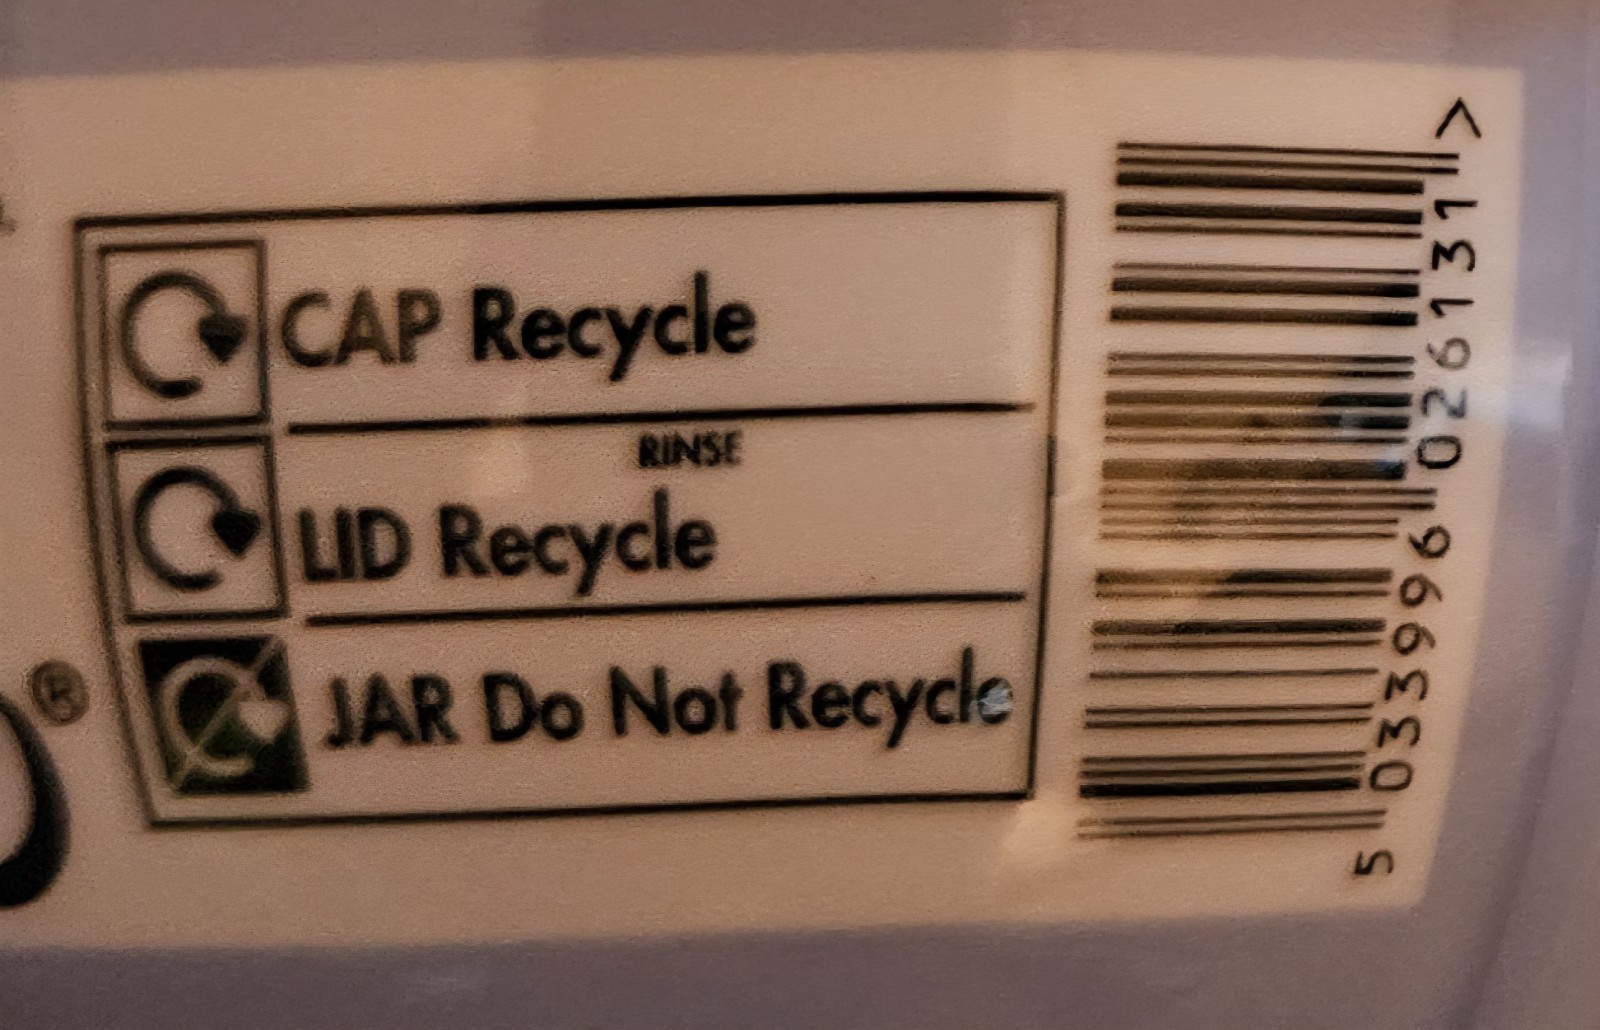 CAP Recycle
RINSE
LID Recycle
JAR Do Not Recycle
®
5 033996 026131 >